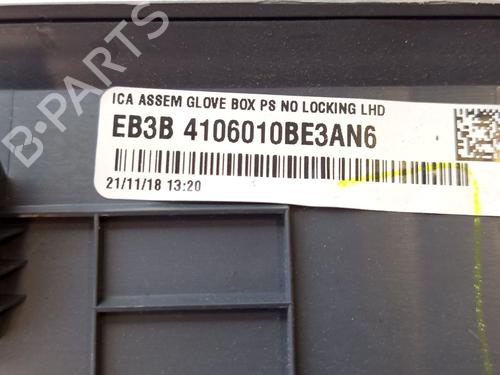 ICA ASSEM GLOVE BOX PS NO LOCKING LHD
EB3B 4106010BE3AN6
21/11/18 13:20
B-PARTS